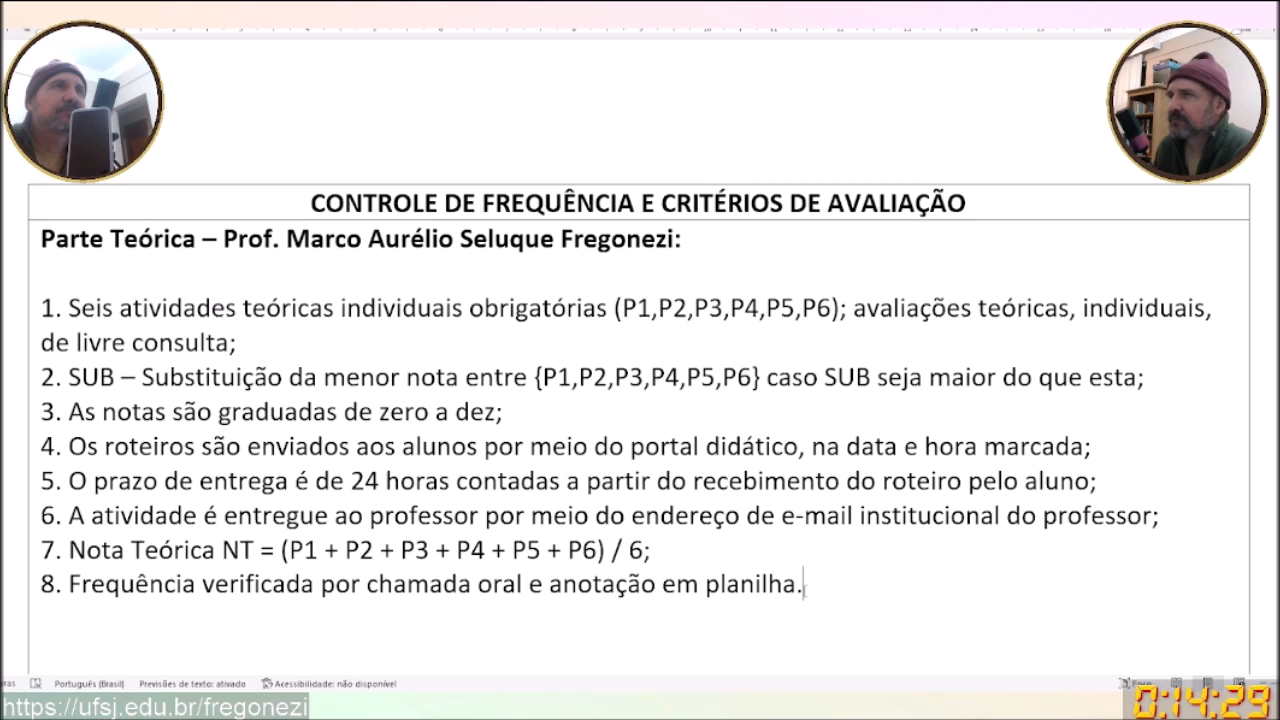 CONTROLE DE FREQUÊNCIA E CRITÉRIOS DE AVALIAÇÃO
Parte Teórica – Prof. Marco Aurélio Seluque Fregonezi:
1. Seis atividades teóricas individuais obrigatórias (P1,P2,P3,P4,P5,P6); avaliações teóricas, individuais,
de livre consulta;
2. SUB – Substituição da menor nota entre {P1,P2,P3,P4,P5,P6} caso SUB seja maior do que esta;
3. As notas são graduadas de zero a dez;
4. Os roteiros são enviados aos alunos por meio do portal didático, na data e hora marcada;
5. O prazo de entrega é de 24 horas contadas a partir do recebimento do roteiro pelo aluno;
6. A atividade é entregue ao professor por meio do endereço de e-mail institucional do professor;
7. Nota Teórica NT = (P1 + P2 + P3 + P4 + P5 + P6) / 6;
8. Frequência verificada por chamada oral e anotação em planilha.
Português (Brasil) Previsões de texto: ativado Acessibilidade: não disponível
https://ufsj.edu.br/fregonezi
0:14:29